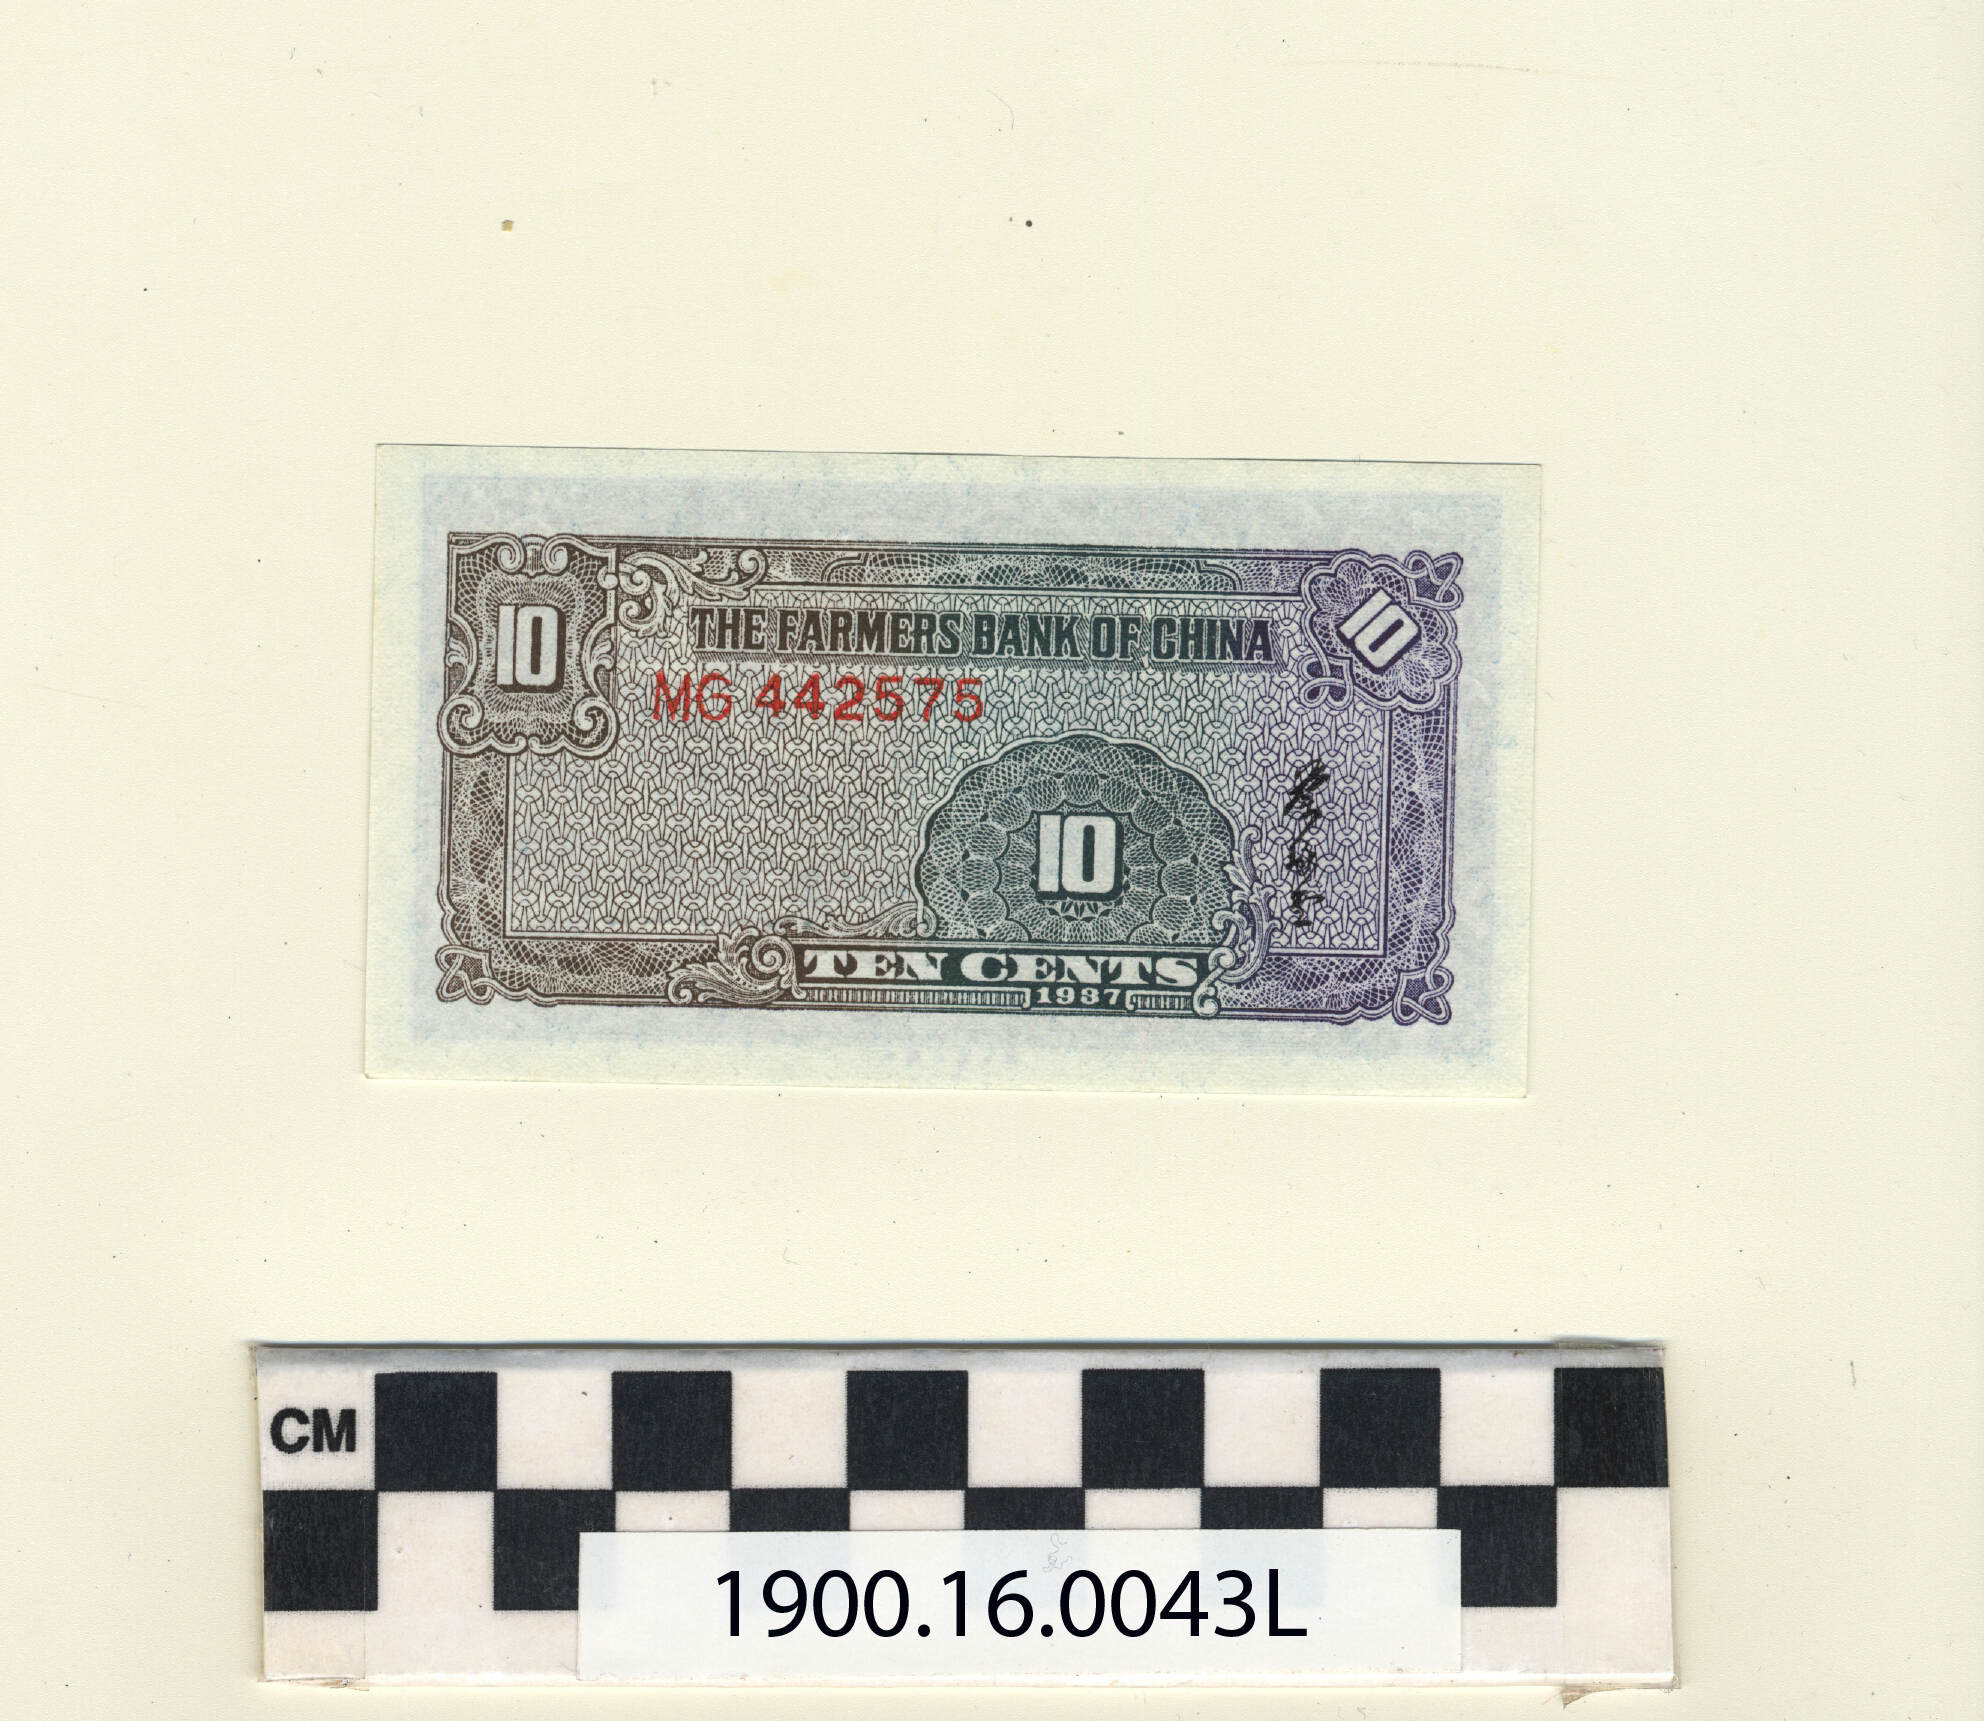 10
10
THE FARMERS BANK OF CHINA
MG 442575
10
TEN CENTS
1937
CM
1900.16.0043L